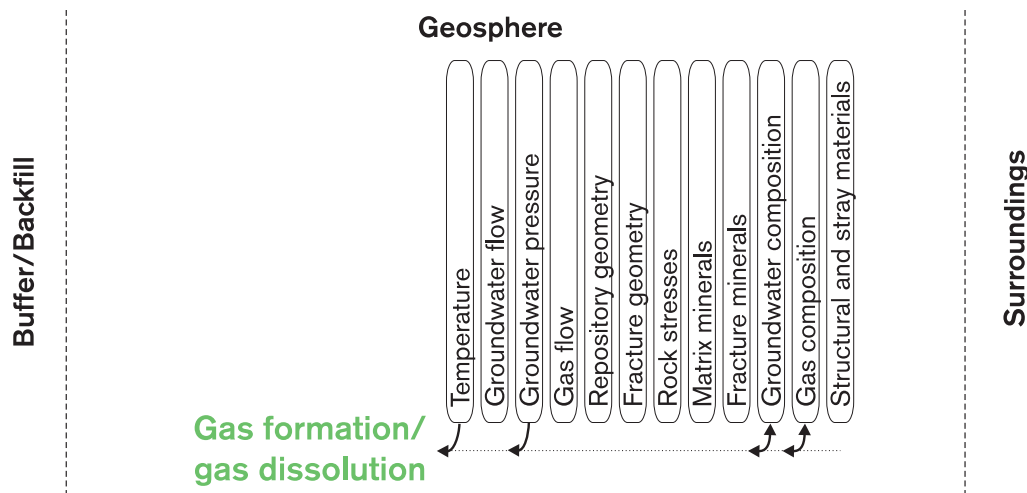 Geosphere
Buffer/Backfill
Temperature
Groundwater flow
Groundwater pressure
Gas flow
Repository geometry
Fracture geometry
Rock stresses
Matrix minerals
Fracture minerals
Groundwater composition
Gas composition
Structural and stray materials
Surroundings
Gas formation/
gas dissolution